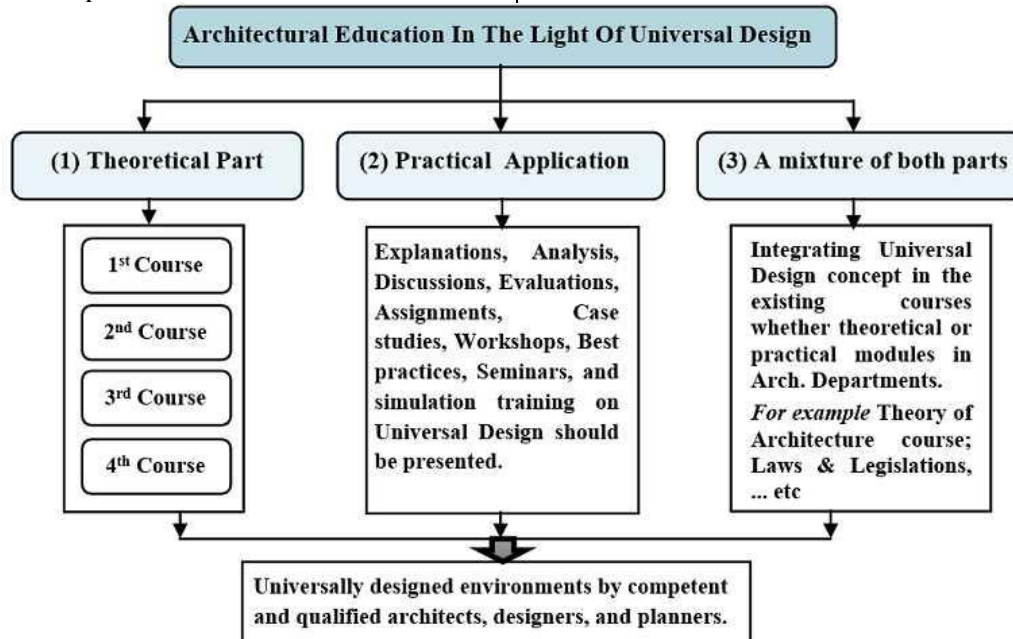 Architectural Education In The Light Of Universal Design
(1) Theoretical Part
(2) Practical Application
(3) A mixture of both parts
1st Course
2nd Course
3rd Course
4th Course
Explanations, Analysis,
Discussions, Evaluations,
Assignments, Case
studies, Workshops, Best
practices, Seminars, and
simulation training on
Universal Design should
be presented.
Integrating Universal
Design concept in the
existing courses
whether theoretical or
practical modules in
Arch. Departments.
For example Theory of
Architecture course;
Laws & Legislations,
... etc
Universally designed environments by competent
and qualified architects, designers, and planners.